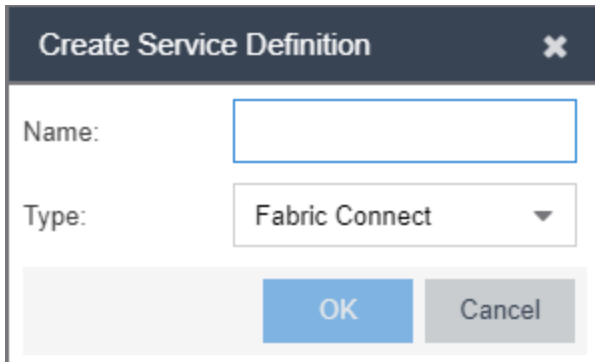 Create Service Definition
Name:
Type: Fabric Connect
OK Cancel